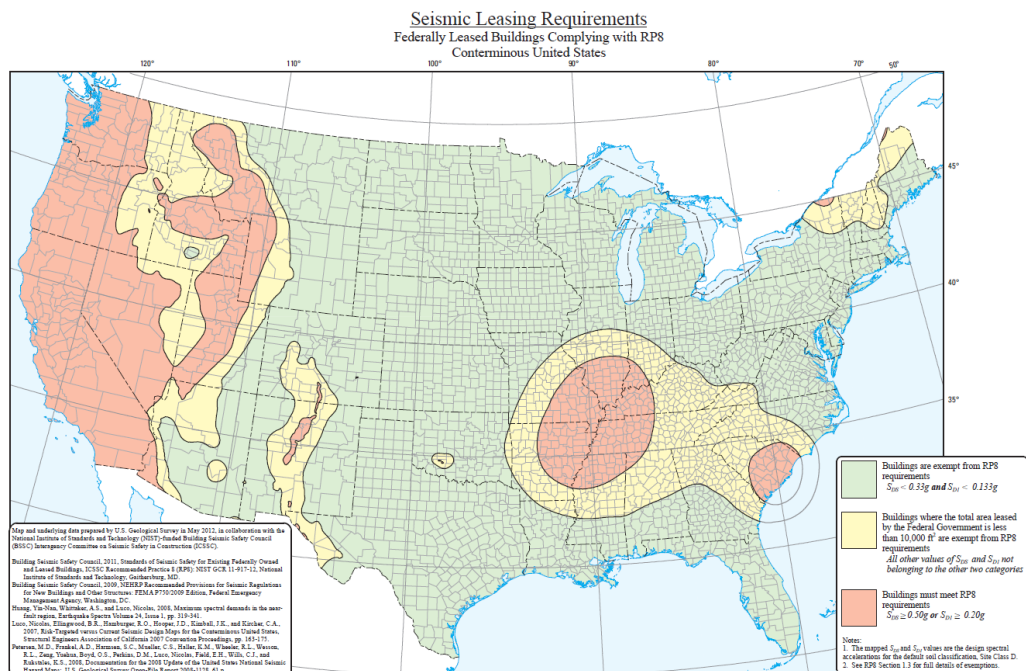 Seismic Leasing Requirements
Federally Leased Buildings Complying with RP8
Conterminous United States
120°
110°
100°
90°
80°
70°
50°
45°
40°
35°
Buildings are exempt from RP8
requirements
S_DS < 0.33g and S_D1 < 0.133g
Buildings where the total area leased
by the Federal Government is less
than 10,000 ft² are exempt from RP8
requirements
All other values of S_DS and S_D1 not
belonging to the other two categories
Buildings must meet RP8
requirements
S_DS ≥ 0.50g or S_D1 ≥ 0.20g
Notes:
1. The mapped S_DS and S_D1 values are the design spectral
accelerations for the default soil classification, Site Class D.
2. See RP8 Section 1.3 for full details of exemptions.
Map and underlying data prepared by U.S. Geological Survey in May 2012, in collaboration with the
National Institute of Standards and Technology (NIST)-funded Building Seismic Safety Council
(BSSC) Interagency Committee on Seismic Safety in Construction (ICSSC).
Building Seismic Safety Council, 2011, Standards of Seismic Safety for Existing Federally Owned
and Leased Buildings, ICSSC Recommended Practice 8 (RP8): NIST GCR 11-917-12, National
Institute of Standards and Technology, Gaithersburg, MD.
Building Seismic Safety Council, 2009, NEHRP Recommended Provisions for Seismic Regulations
for New Buildings and Other Structures: FEMA P750/2009 Edition, Federal Emergency
Management Agency, Washington, DC.
Huang, Yin-Nan, Whittaker, A.S., and Luco, Nicolas, 2008, Maximum spectral demands in the near-
fault region, Earthquake Spectra Volume 24, Issue 1, pp. 319-341.
Luco, Nicolas, Ellingwood, B.R., Hamburger, R.O., Hooper, J.D., Kimball, J.K., and Kircher, C.A.,
2007, Risk-Targeted versus Current Seismic Design Maps for the Conterminous United States,
Structural Engineers Association of California 2007 Convention Proceedings, pp. 163-175.
Petersen, M.D., Frankel, A.D., Harmsen, S.C., Mueller, C.S., Haller, K.M., Wheeler, R.L., Wesson,
R.L., Zeng, Yuehua, Boyd, O.S., Perkins, D.M., Luco, Nicolas, Field, E.H., Wills, C.J., and
Rukstales, K.S., 2008, Documentation for the 2008 Update of the United States National Seismic
Hazard Maps: U.S. Geological Survey Open-File Report 2008-1128, 61 p.